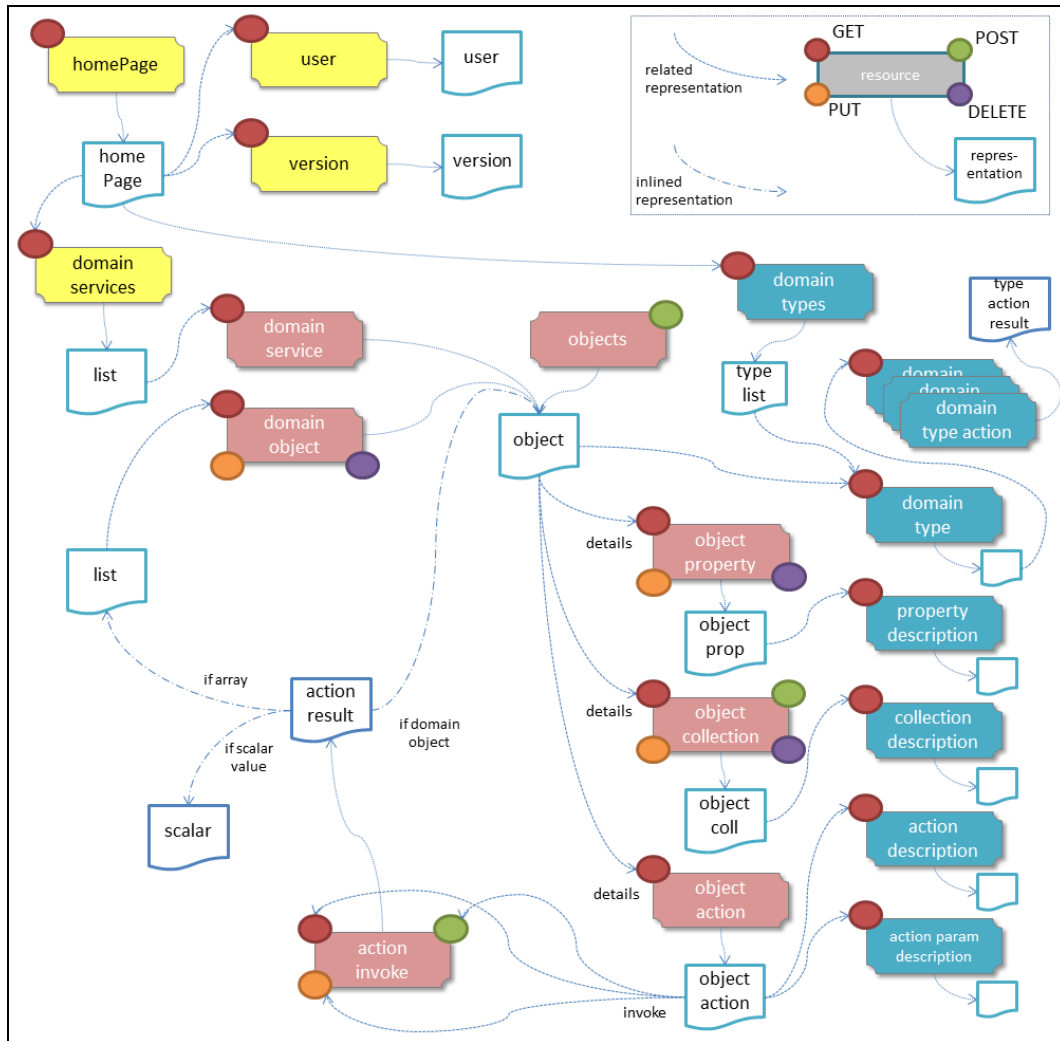 homePage
user
user
home
Page
version
version
GET
POST
resource
related
representation
PUT
DELETE
repres-
entation
inlined
representation
domain
services
domain
types
type
action
result
list
domain
service
objects
type
list
domain
domain
domain
type action
domain
object
object
domain
type
details
object
property
list
object
prop
property
description
if array
action
result
if domain
object
if scalar
value
details
object
collection
collection
description
scalar
object
coll
action
description
details
object
action
action
invoke
action param
description
object
action
invoke